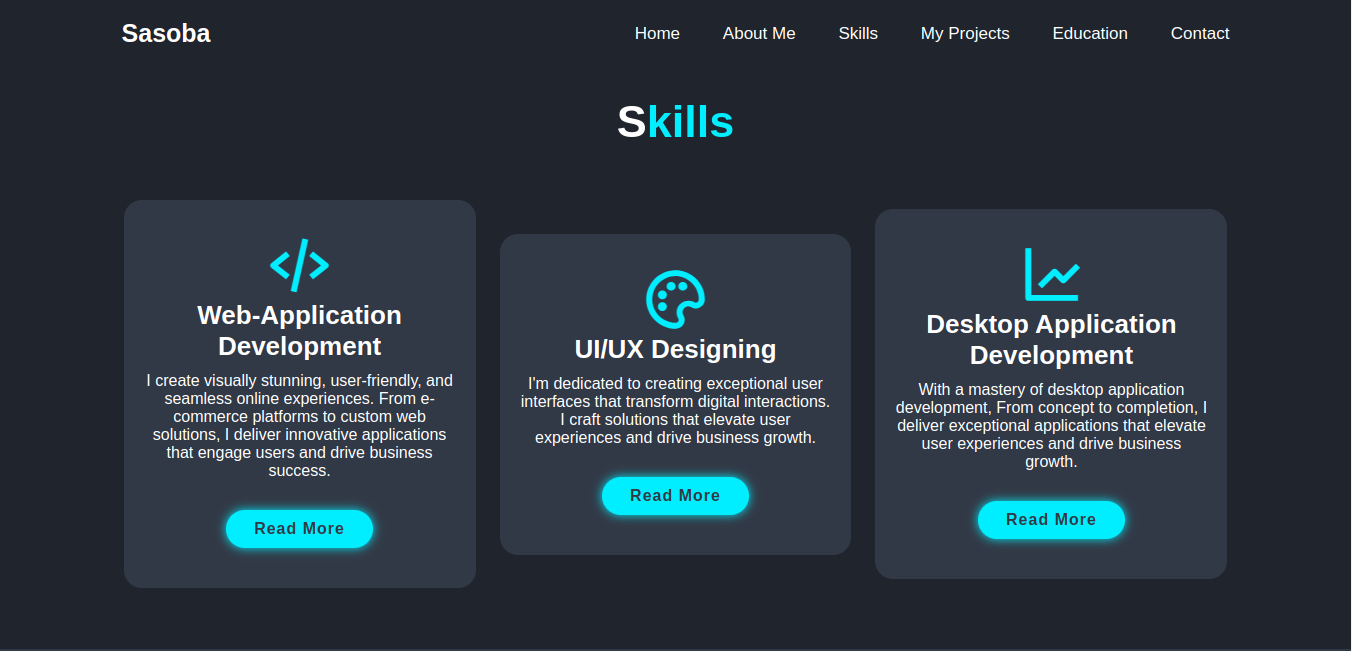 Sasoba
Home About Me Skills My Projects Education Contact
Skills
Web-Application
Development
I create visually stunning, user-friendly, and
seamless online experiences. From e-
commerce platforms to custom web
solutions, I deliver innovative applications
that engage users and drive business
success.
Read More
UI/UX Designing
I'm dedicated to creating exceptional user
interfaces that transform digital interactions.
I craft solutions that elevate user
experiences and drive business growth.
Read More
Desktop Application
Development
With a mastery of desktop application
development, From concept to completion, I
deliver exceptional applications that elevate
user experiences and drive business
growth.
Read More